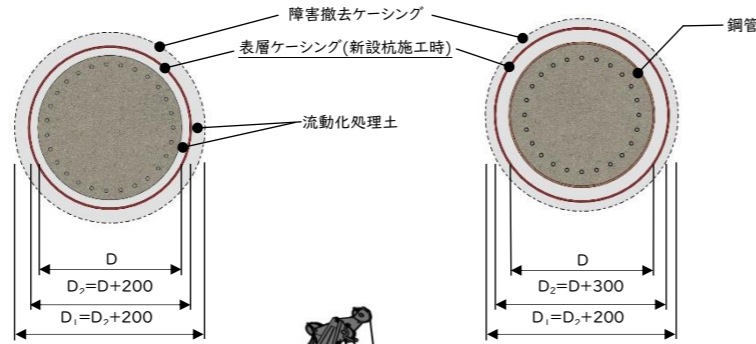 障害撤去ケーシング
表層ケーシング(新設杭施工時)
鋼管
流動化処理土
D
D₂=D+200
D₁=D₂+200
D
D₂=D+300
D₁=D₂+200